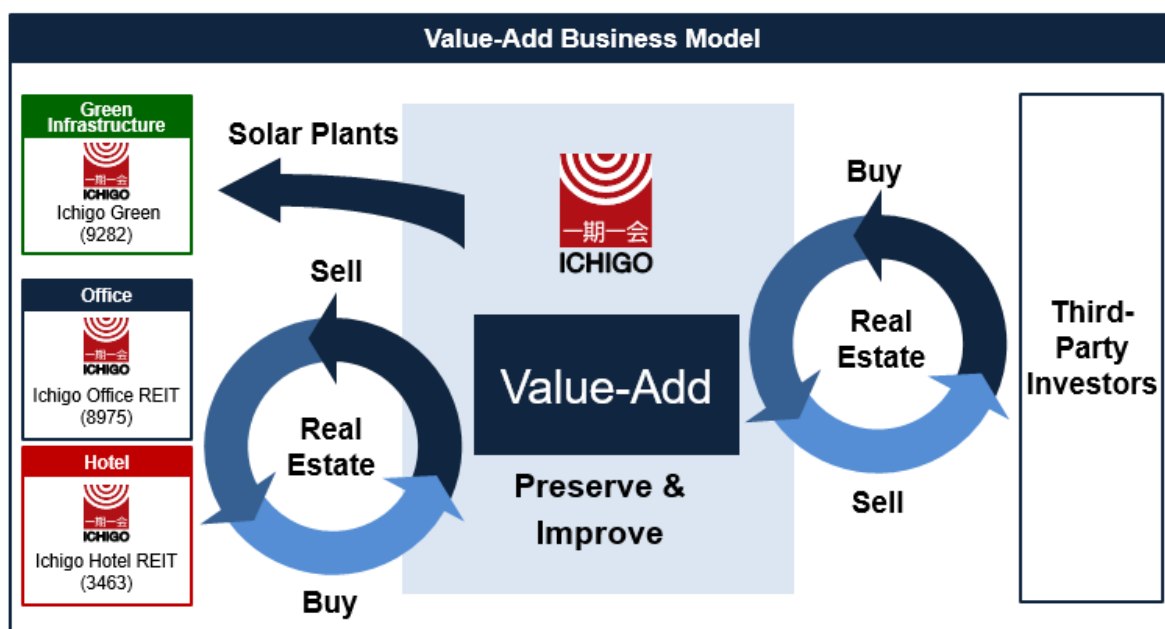 Value-Add Business Model
Green
Infrastructure
一期一会
ICHIGO
Ichigo Green
(9282)
Office
一期一会
ICHIGO
Ichigo Office REIT
(8975)
Hotel
一期一会
ICHIGO
Ichigo Hotel REIT
(3463)
Solar Plants
Sell
Real
Estate
Buy
一期一会
ICHIGO
Value-Add
Preserve &
Improve
Buy
Real
Estate
Sell
Third-
Party
Investors